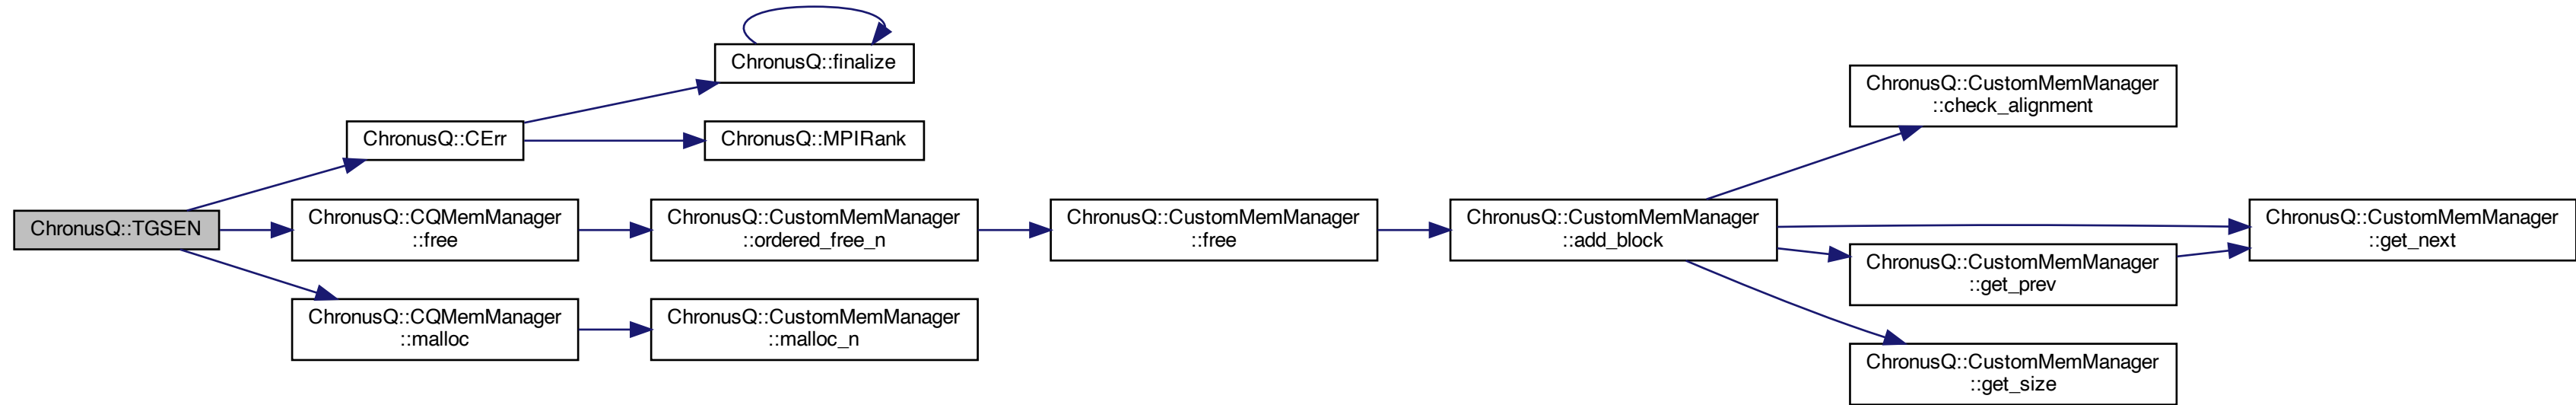 ChronusQ::TGSEN
ChronusQ::CErr
ChronusQ::finalize
ChronusQ::MPIRank
ChronusQ::CQMemManager
::free
ChronusQ::CustomMemManager
::ordered_free_n
ChronusQ::CustomMemManager
::free
ChronusQ::CustomMemManager
::add_block
ChronusQ::CustomMemManager
::check_alignment
ChronusQ::CustomMemManager
::get_next
ChronusQ::CustomMemManager
::get_prev
ChronusQ::CustomMemManager
::get_size
ChronusQ::CQMemManager
::malloc
ChronusQ::CustomMemManager
::malloc_n